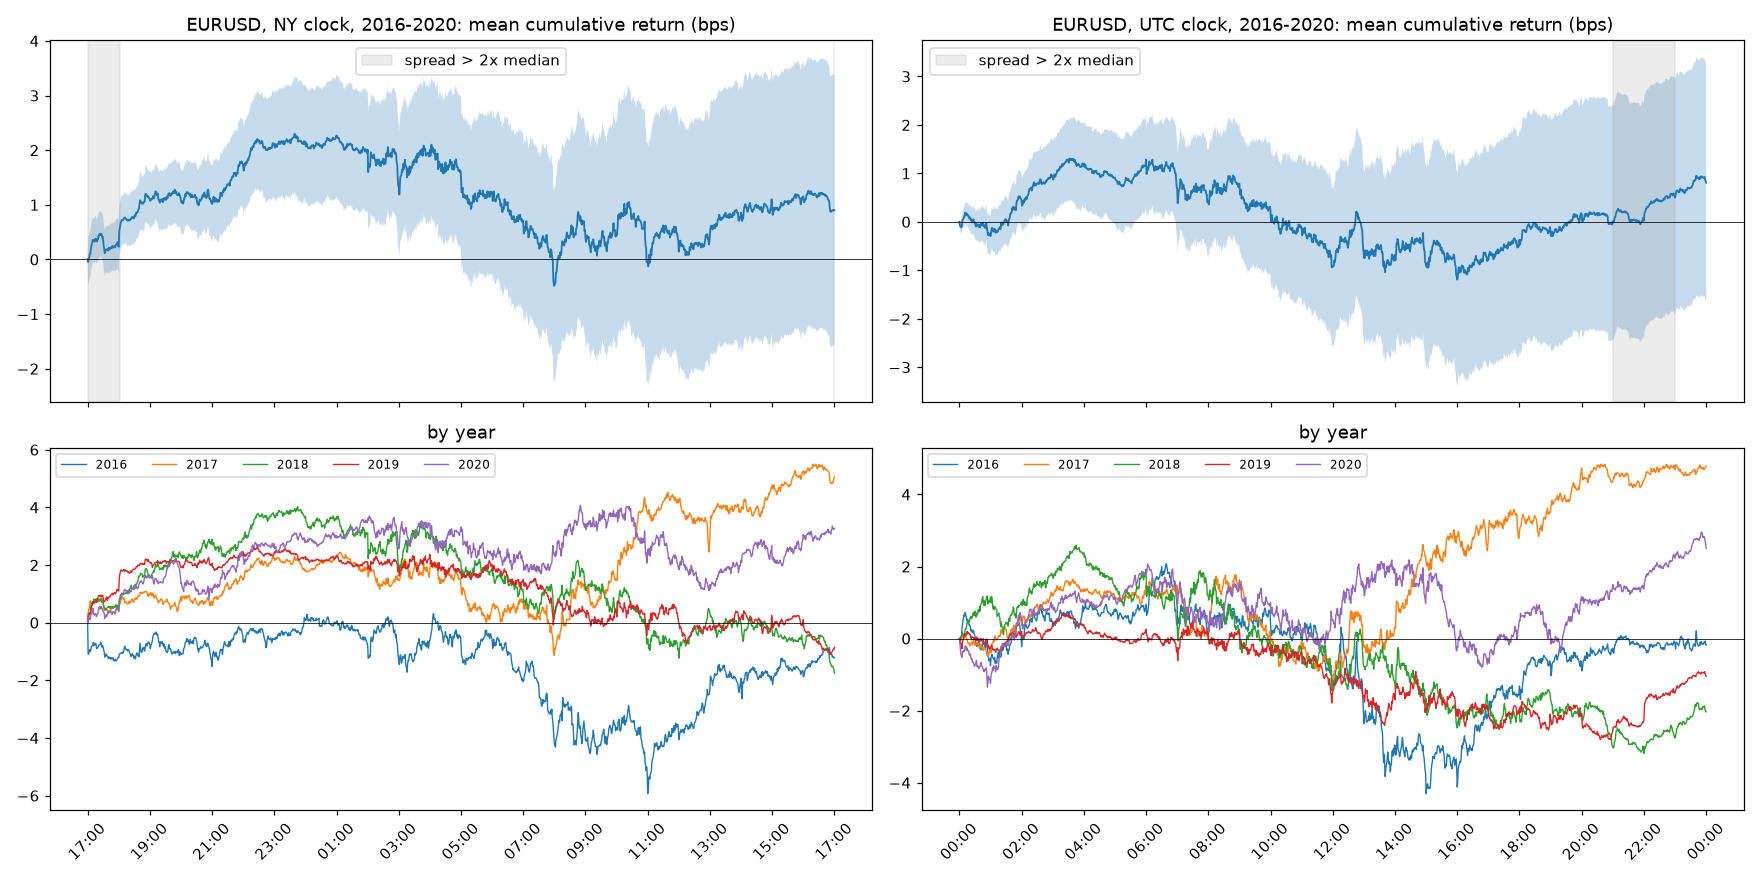 EURUSD, NY clock, 2016-2020: mean cumulative return (bps)
spread > 2x median
4
3
2
1
0
−1
−2
EURUSD, UTC clock, 2016-2020: mean cumulative return (bps)
spread > 2x median
3
2
1
0
−1
−2
−3
by year
2016 2017 2018 2019 2020
6
4
2
0
−2
−4
−6
17:00 19:00 21:00 23:00 01:00 03:00 05:00 07:00 09:00 11:00 13:00 15:00 17:00
by year
2016 2017 2018 2019 2020
4
2
0
−2
−4
00:00 02:00 04:00 06:00 08:00 10:00 12:00 14:00 16:00 18:00 20:00 22:00 00:00